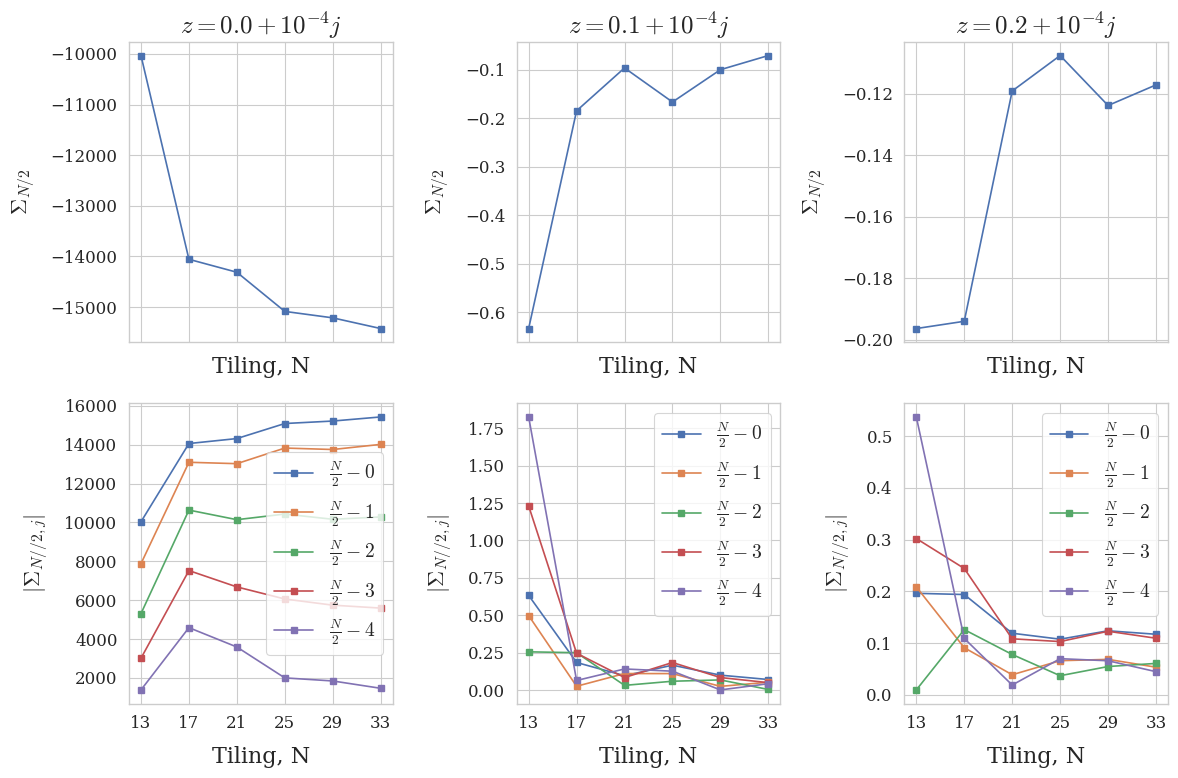 z = 0.0 + 10⁻⁴j
z = 0.1 + 10⁻⁴j
z = 0.2 + 10⁻⁴j
Σ_{N/2}
−10000
−11000
−12000
−13000
−14000
−15000
Tiling, N
Σ_{N/2}
−0.1
−0.2
−0.3
−0.4
−0.5
−0.6
Tiling, N
Σ_{N/2}
−0.12
−0.14
−0.16
−0.18
−0.20
Tiling, N
|Σ_{N//2,j}|
16000
14000
12000
10000
8000
6000
4000
2000
N/2 − 0
N/2 − 1
N/2 − 2
N/2 − 3
N/2 − 4
13 17 21 25 29 33
Tiling, N
|Σ_{N//2,j}|
1.75
1.50
1.25
1.00
0.75
0.50
0.25
0.00
N/2 − 0
N/2 − 1
N/2 − 2
N/2 − 3
N/2 − 4
13 17 21 25 29 33
Tiling, N
|Σ_{N//2,j}|
0.5
0.4
0.3
0.2
0.1
0.0
N/2 − 0
N/2 − 1
N/2 − 2
N/2 − 3
N/2 − 4
13 17 21 25 29 33
Tiling, N